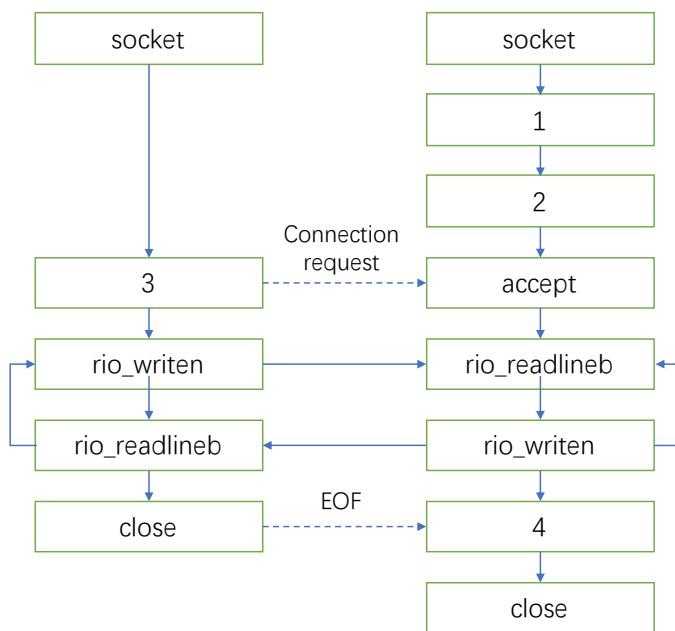 socket
socket
1
2
Connection
request
3
accept
rio_writen
rio_readlineb
rio_readlineb
rio_writen
EOF
close
4
close